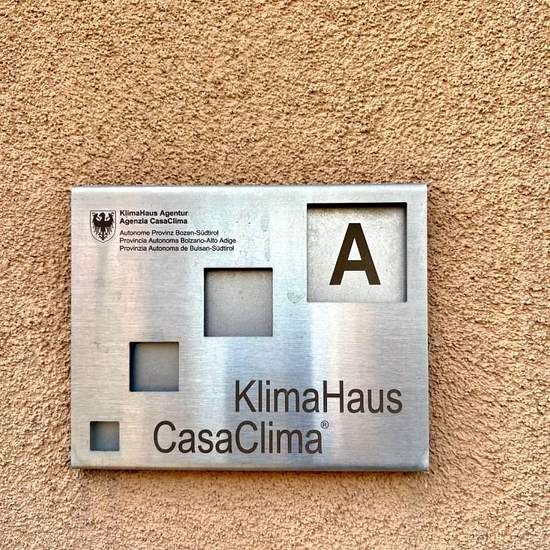 KlimaHaus Agentur
Agenzia CasaClima
Autonome Provinz Bozen-Südtirol
Provincia Autonoma Bolzano-Alto Adige
Provinzia Autonoma de Bulsan-Südtirol
A
KlimaHaus
CasaClima®